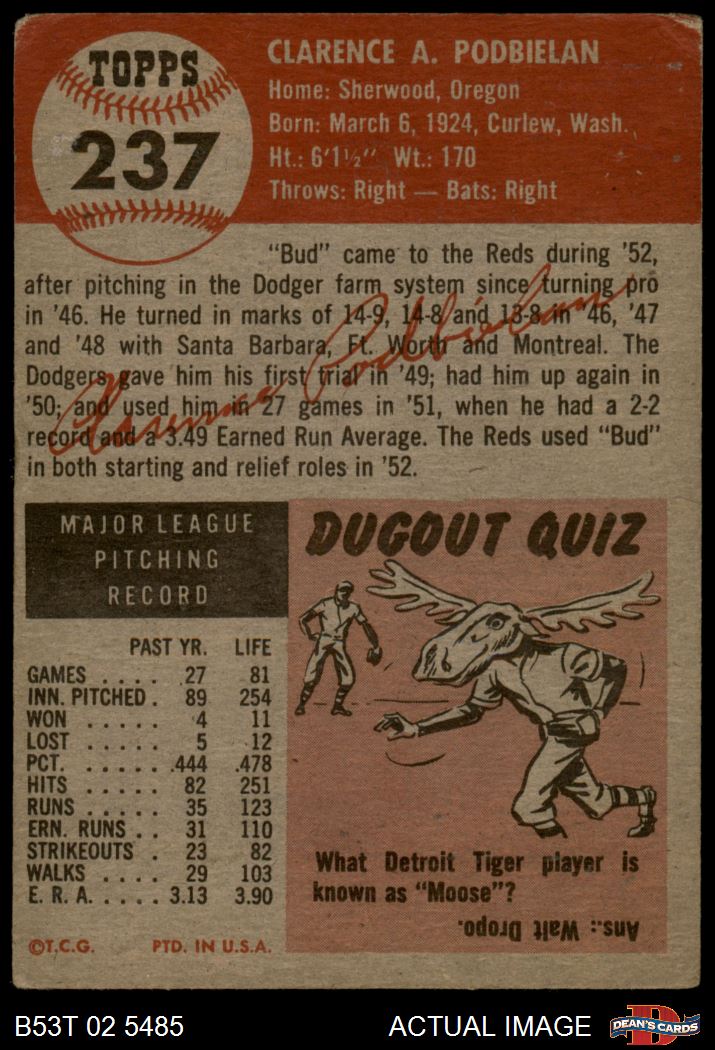 TOPPS
237
CLARENCE A. PODBIELAN
Home: Sherwood, Oregon
Born: March 6, 1924, Curlew, Wash.
Ht.: 6'1½" Wt.: 170
Throws: Right — Bats: Right
"Bud" came to the Reds during '52,
after pitching in the Dodger farm system since turning pro
in '46. He turned in marks of 14-9, 14-8 and 13-8 in '46, '47
and '48 with Santa Barbara, Ft. Worth and Montreal. The
Dodgers gave him his first trial in '49; had him up again in
'50; and used him in 27 games in '51, when he had a 2-2
record and a 3.49 Earned Run Average. The Reds used "Bud"
in both starting and relief roles in '52.
Clarence Podbielan
MAJOR LEAGUE
PITCHING
RECORD
PAST YR. LIFE
GAMES . . . . 27 81
INN. PITCHED . 89 254
WON . . . . . 4 11
LOST . . . . . 5 12
PCT. . . . . . .444 .478
HITS . . . . . 82 251
RUNS . . . . . 35 123
ERN. RUNS . . 31 110
STRIKEOUTS . 23 82
WALKS . . . . 29 103
E. R. A. . . . . . 3.13 3.90
©T.C.G. PTD. IN U.S.A.
DUGOUT QUIZ
What Detroit Tiger player is
known as "Moose"?
Ans.: Walt Dropo.
B53T 02 5485 ACTUAL IMAGE
D
DEAN'S CARDS